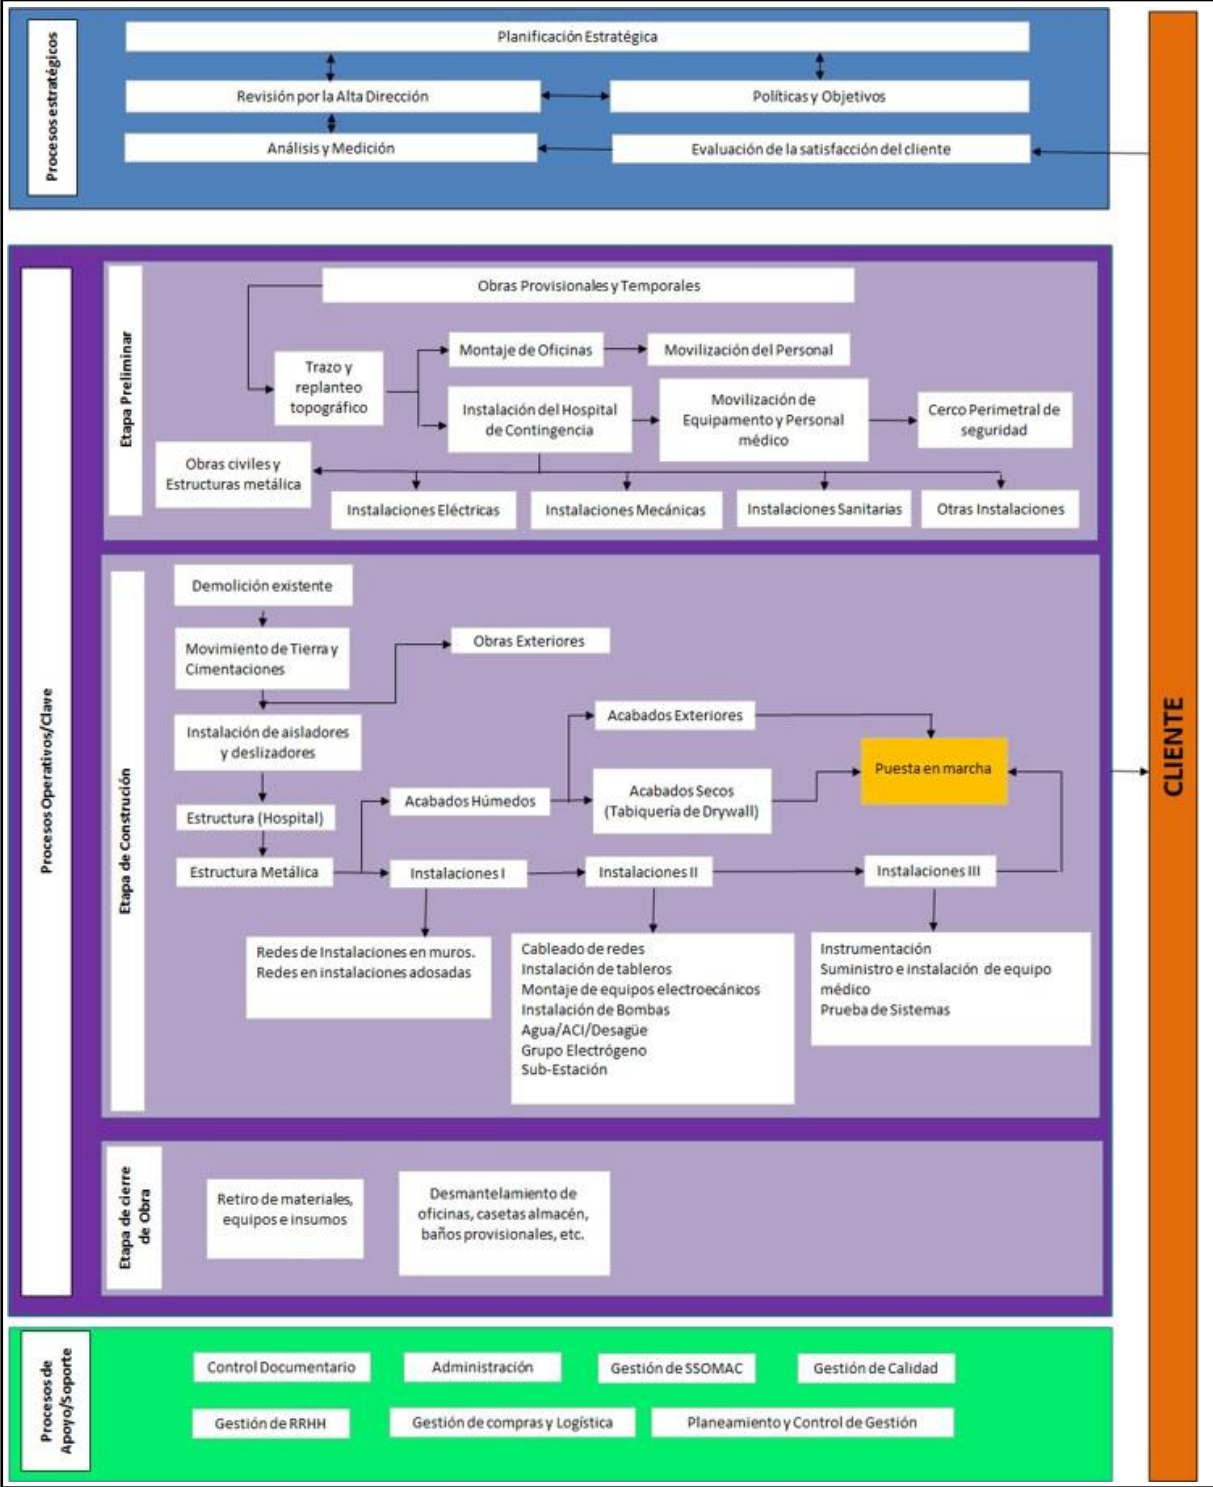 Procesos estratégicos
Planificación Estratégica
Revisión por la Alta Dirección
Políticas y Objetivos
Análisis y Medición
Evaluación de la satisfacción del cliente
CLIENTE
Procesos Operativos/Clave
Etapa Preliminar
Obras Provisionales y Temporales
Trazo y
replanteo
topográfico
Montaje de Oficinas
Movilización del Personal
Instalación del Hospital
de Contingencia
Movilización de
Equipamento y Personal
médico
Cerco Perimetral de
seguridad
Obras civiles y
Estructuras metálica
Instalaciones Eléctricas
Instalaciones Mecánicas
Instalaciones Sanitarias
Otras Instalaciones
Etapa de Construción
Demolición existente
Movimiento de Tierra y
Cimentaciones
Obras Exteriores
Instalación de aisladores
y deslizadores
Acabados Exteriores
Puesta en marcha
Estructura (Hospital)
Acabados Húmedos
Acabados Secos
(Tabiquería de Drywall)
Estructura Metálica
Instalaciones I
Instalaciones II
Instalaciones III
Redes de Instalaciones en muros.
Redes en instalaciones adosadas
Cableado de redes
Instalación de tableros
Montaje de equipos electroecánicos
Instalación de Bombas
Agua/ACI/Desagüe
Grupo Electrógeno
Sub-Estación
Instrumentación
Suministro e instalación de equipo
médico
Prueba de Sistemas
Etapa de cierre
de Obra
Retiro de materiales,
equipos e insumos
Desmantelamiento de
oficinas, casetas almacén,
baños provisionales, etc.
Procesos de
Apoyo/Soporte
Control Documentario
Administración
Gestión de SSOMAC
Gestión de Calidad
Gestión de RRHH
Gestión de compras y Logística
Planeamiento y Control de Gestión